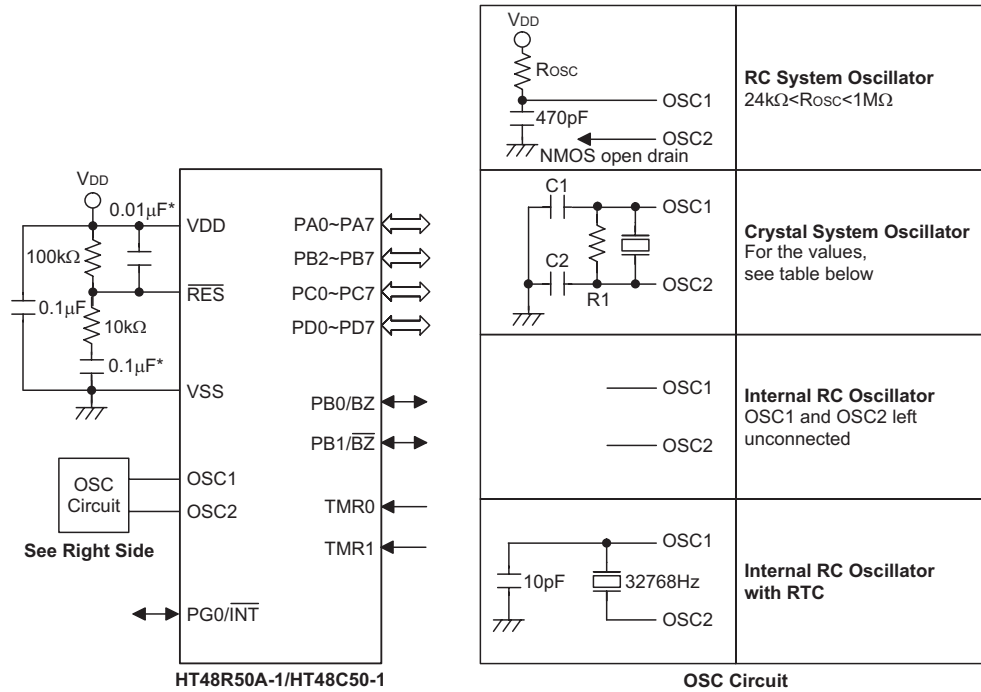 VDD
0.01µF*
100kΩ
0.1µF
10kΩ
0.1µF*
VDD
RES
VSS
OSC1
OSC2
OSC
Circuit
See Right Side
PG0/INT
PA0~PA7
PB2~PB7
PC0~PC7
PD0~PD7
PB0/BZ
PB1/BZ
TMR0
TMR1
HT48R50A-1/HT48C50-1
VDD
ROSC
OSC1
470pF
OSC2
NMOS open drain
RC System Oscillator
24kΩ<ROSC<1MΩ
C1
OSC1
C2
R1
OSC2
Crystal System Oscillator
For the values,
see table below
OSC1
OSC2
Internal RC Oscillator
OSC1 and OSC2 left
unconnected
OSC1
10pF
32768Hz
OSC2
Internal RC Oscillator
with RTC
OSC Circuit